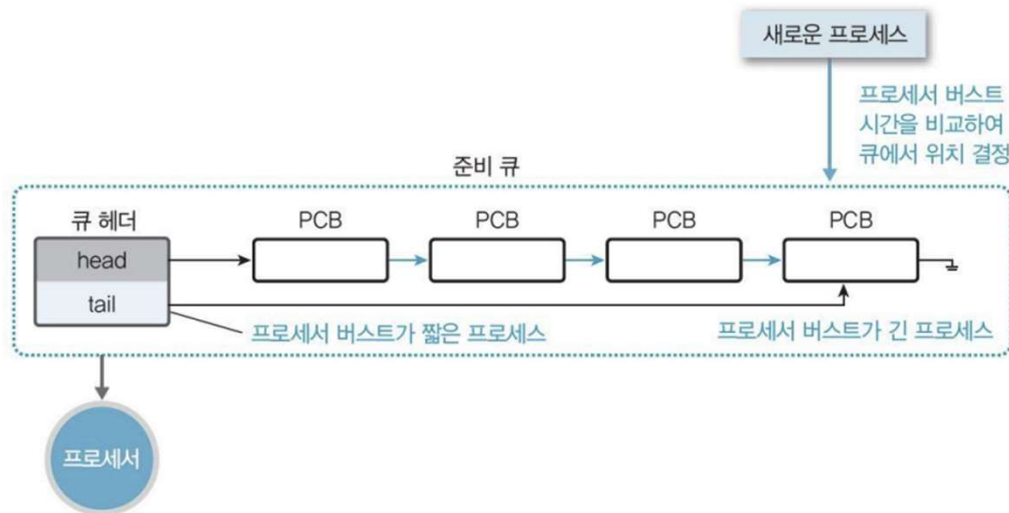 새로운 프로세스
프로세서 버스트
시간을 비교하여
큐에서 위치 결정
준비 큐
큐 헤더
PCB
PCB
PCB
PCB
head
tail
프로세서 버스트가 짧은 프로세스
프로세서 버스트가 긴 프로세스
프로세서